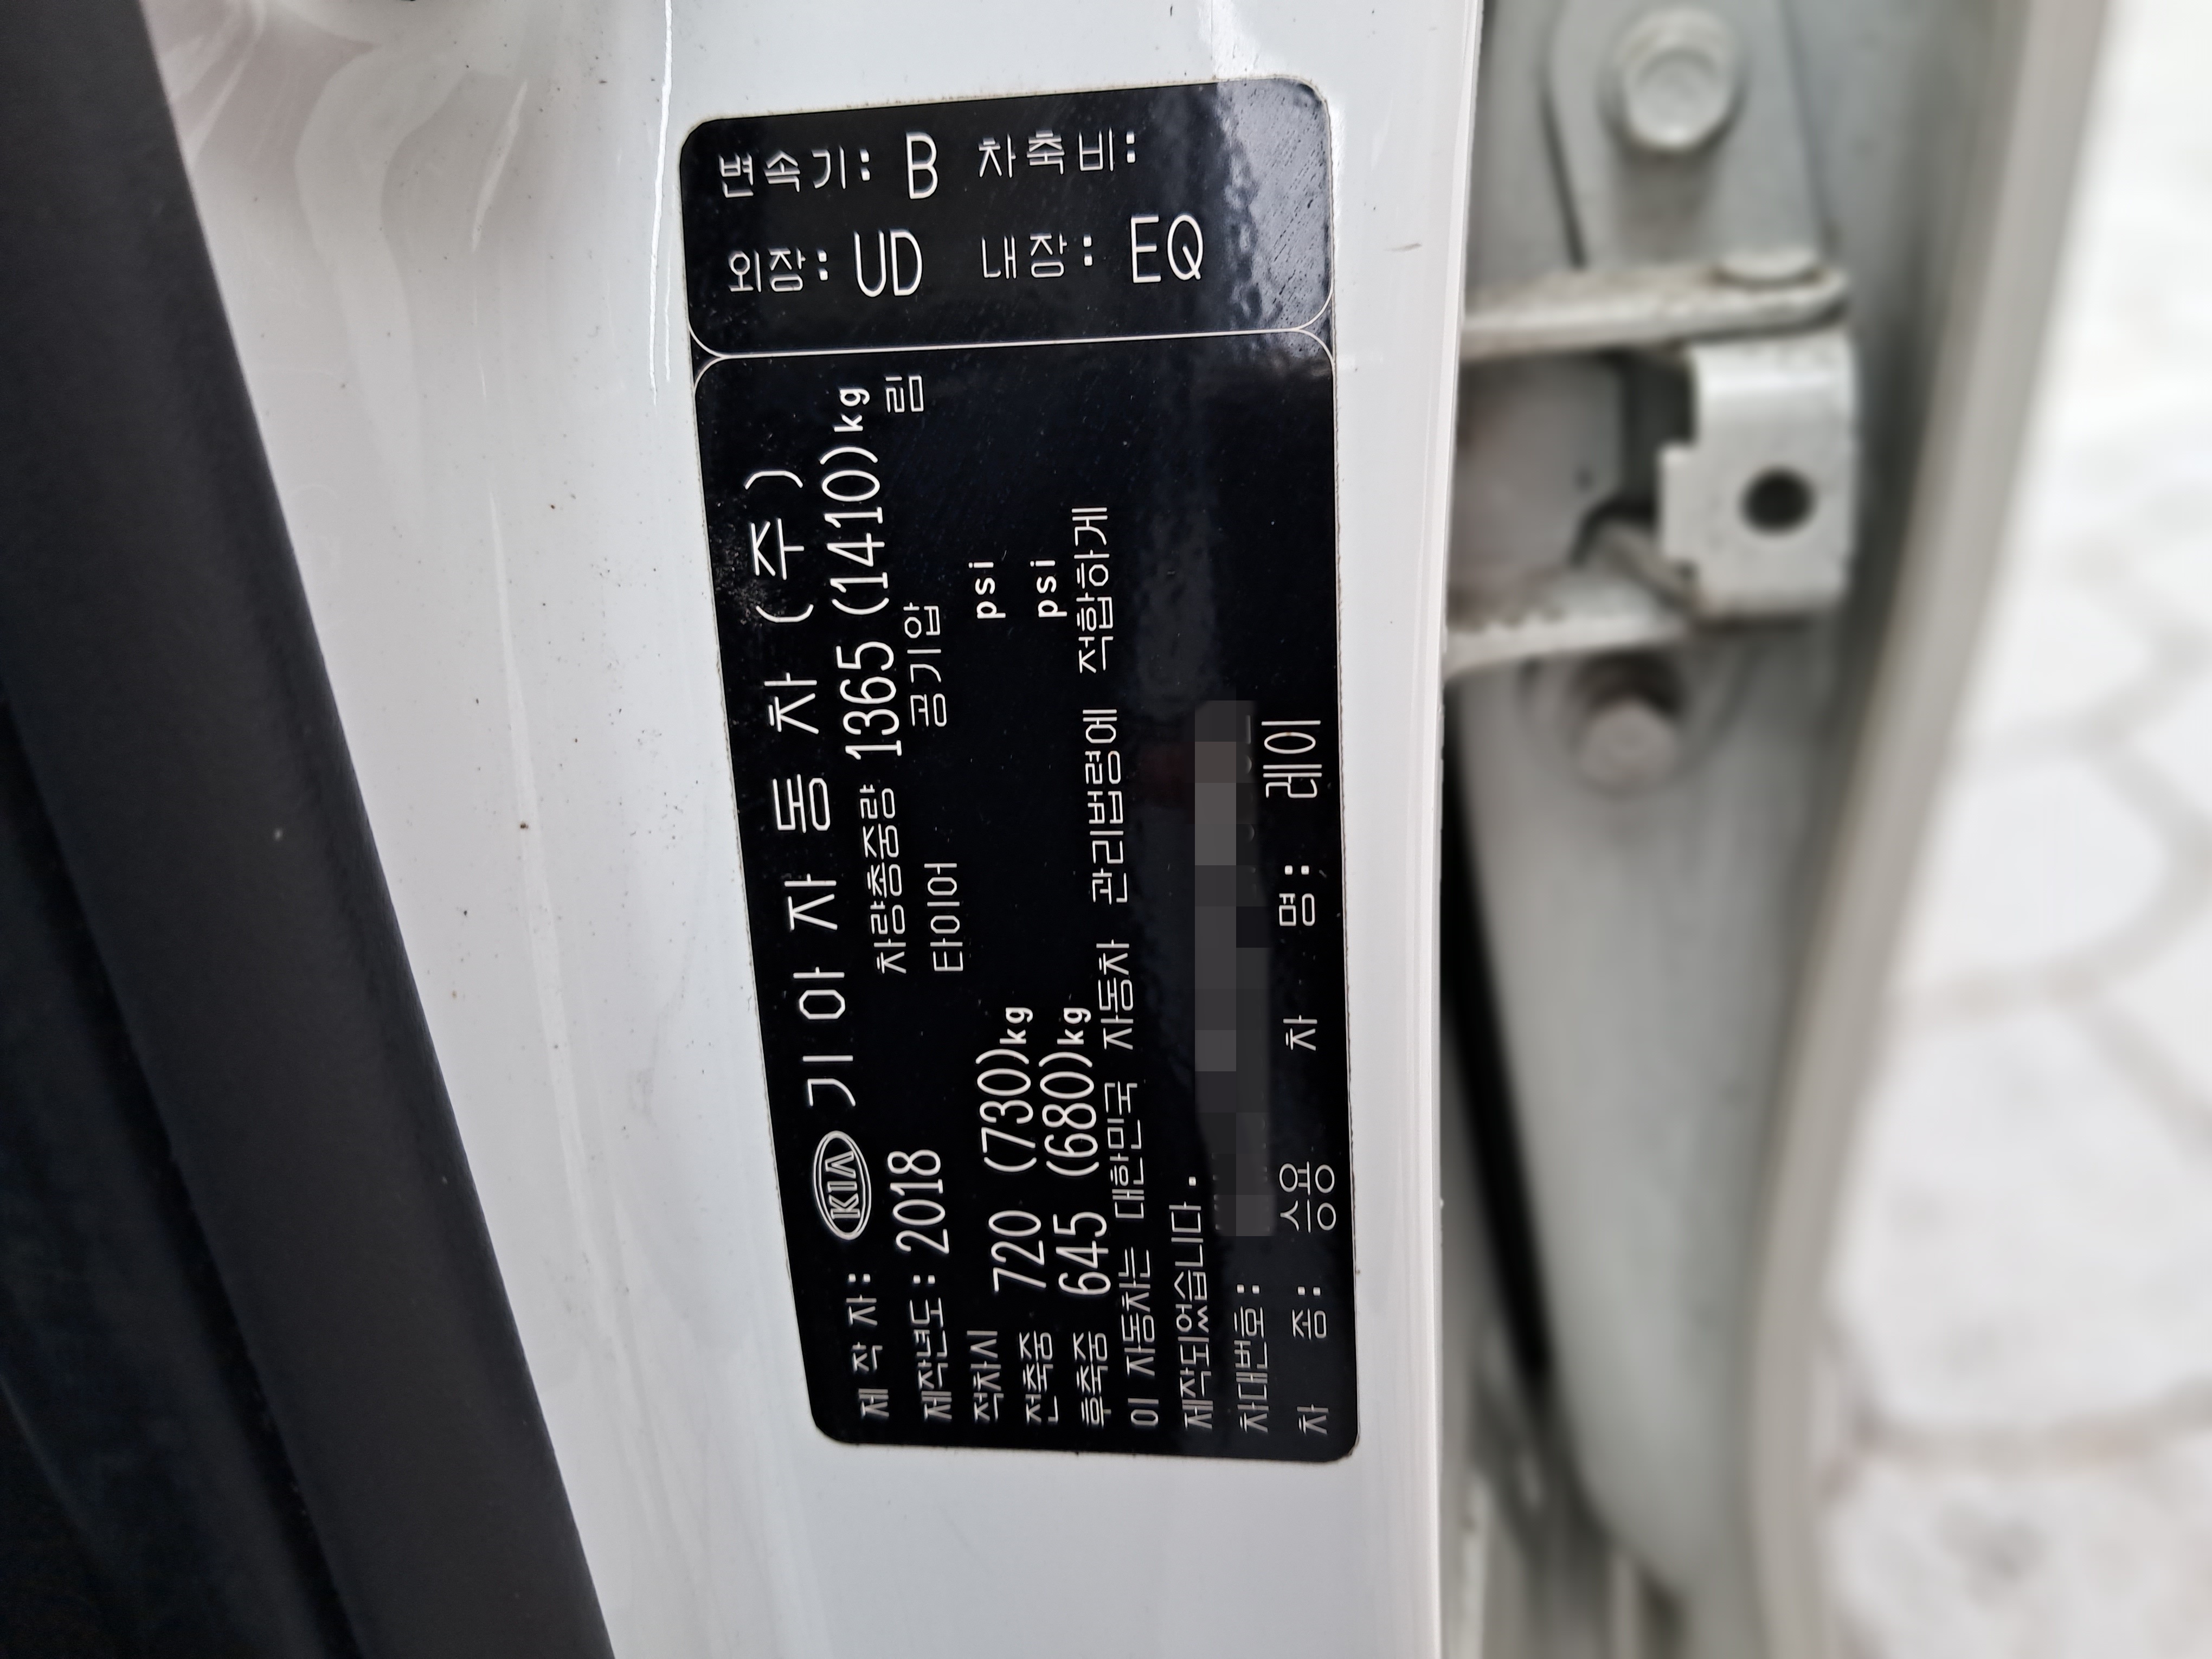 제 작 자: KIA 기 아 자 동 차 (주)
제작년도: 2018 차량총중량 1365 (1410)kg
적차시 타이어 공기압 림
전축중 720 (730)kg psi
후축중 645 (680)kg psi
이 자동차는 대한민국 자동차 관리법령에 적합하게
제작되었습니다.
차대번호:
차 종: 승용 차 명: 레이
변속기: B 차축비:
외장: UD 내장: EQ